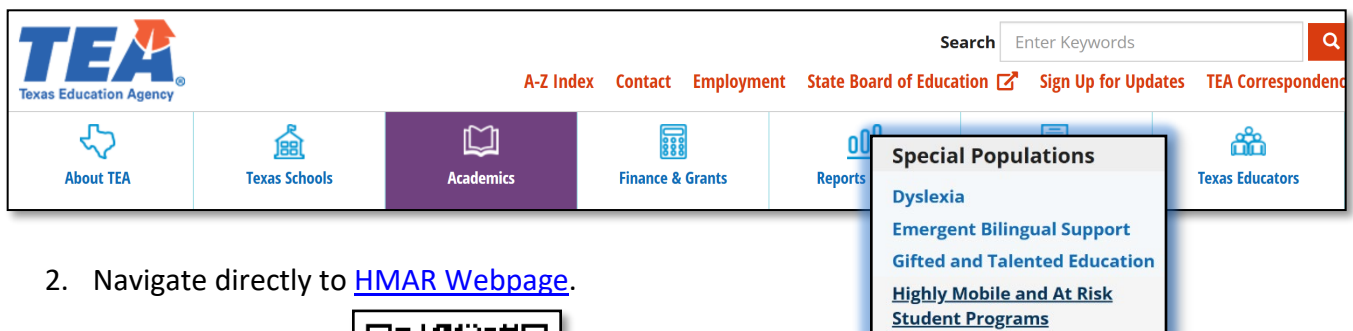 Search Enter Keywords
TEA
Texas Education Agency
A-Z Index Contact Employment State Board of Education Sign Up for Updates TEA Correspondenc
About TEA Texas Schools Academics Finance & Grants Reports Texas Educators
Special Populations
Dyslexia
Emergent Bilingual Support
Gifted and Talented Education
Highly Mobile and At Risk
Student Programs
2. Navigate directly to HMAR Webpage.